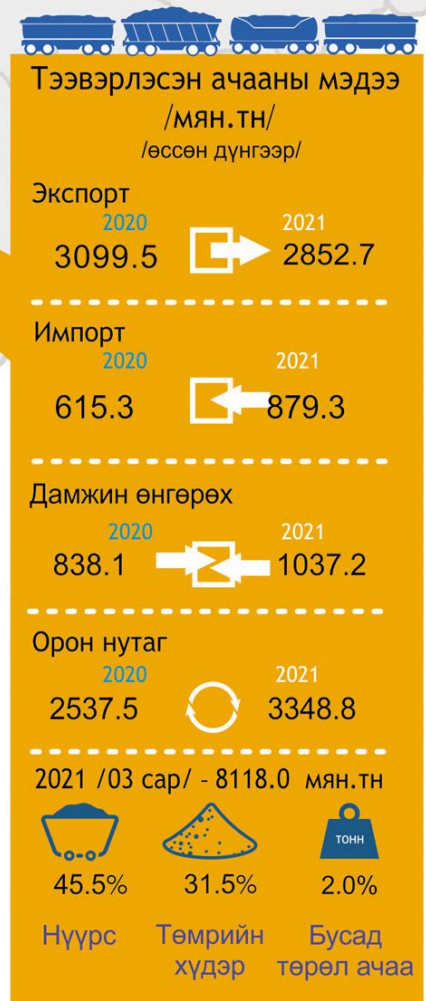 Тээвэрлэсэн ачааны мэдээ
/мян.тн/
/өссөн дүнгээр/
Экспорт
2020 2021
3099.5 2852.7
Импорт
2020 2021
615.3 879.3
Дамжин өнгөрөх
2020 2021
838.1 1037.2
Орон нутаг
2020 2021
2537.5 3348.8
2021 /03 сар/ - 8118.0 мян.тн
ТОНН
45.5% 31.5% 2.0%
Нүүрс Төмрийн Бусад
хүдэр төрөл ачаа